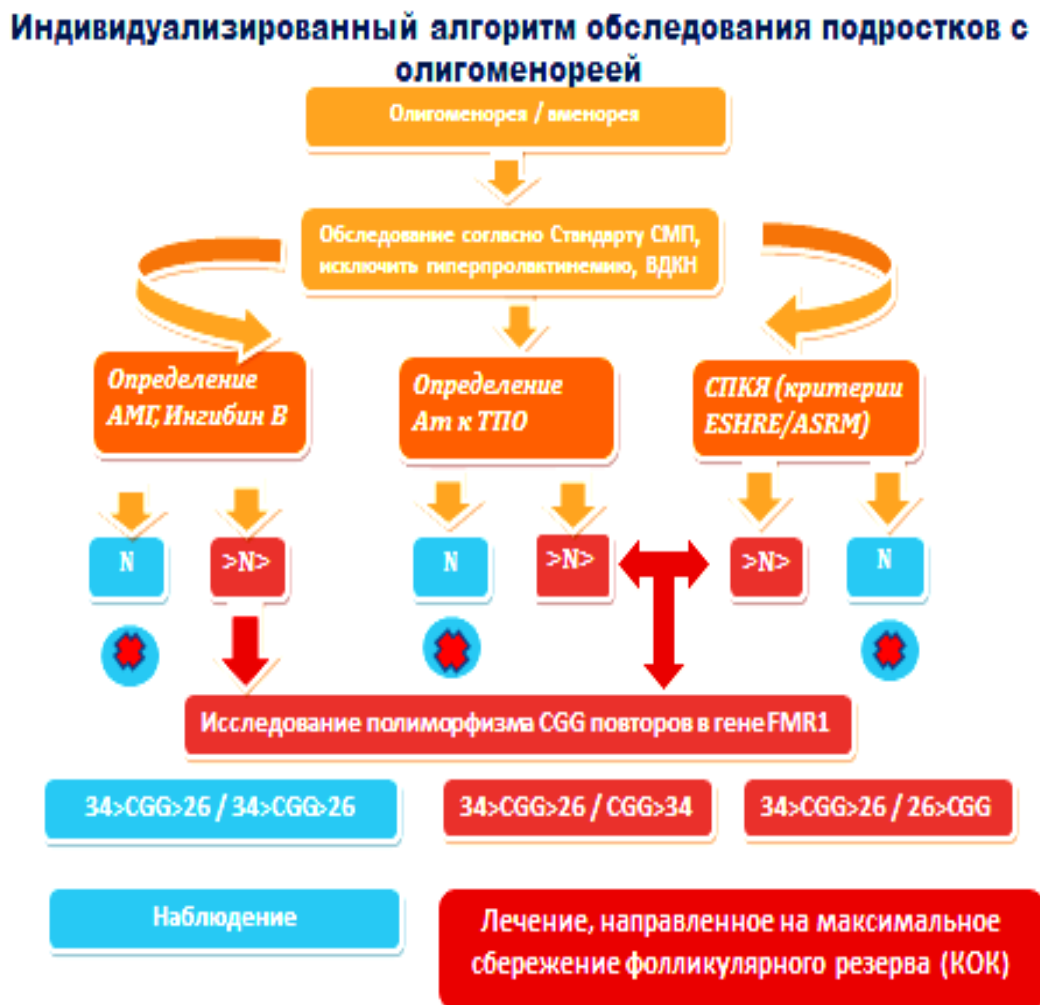 Индивидуализированный алгоритм обследования подростков с
олигоменореей
Олигоменорея / аменорея
Обследование согласно Стандарту СМП,
исключить гиперпролактинемию, ВДКН
Определение
АМГ, Ингибин В
Определение
Ат к ТПО
СПКЯ (критерии
ESHRE/ASRM)
N
>N>
N
>N>
>N>
N
Исследование полиморфизма CGG повторов в гене FMR1
34>CGG>26 / 34>CGG>26
34>CGG>26 / CGG>34
34>CGG>26 / 26>CGG
Наблюдение
Лечение, направленное на максимальное
сбережение фолликулярного резерва (КОК)